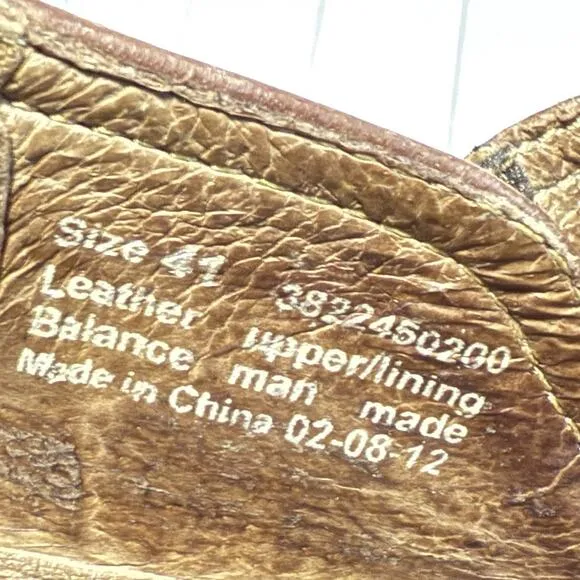 Size 41 3822450200
Leather upper/lining
Balance man made
Made in China 02-08-12